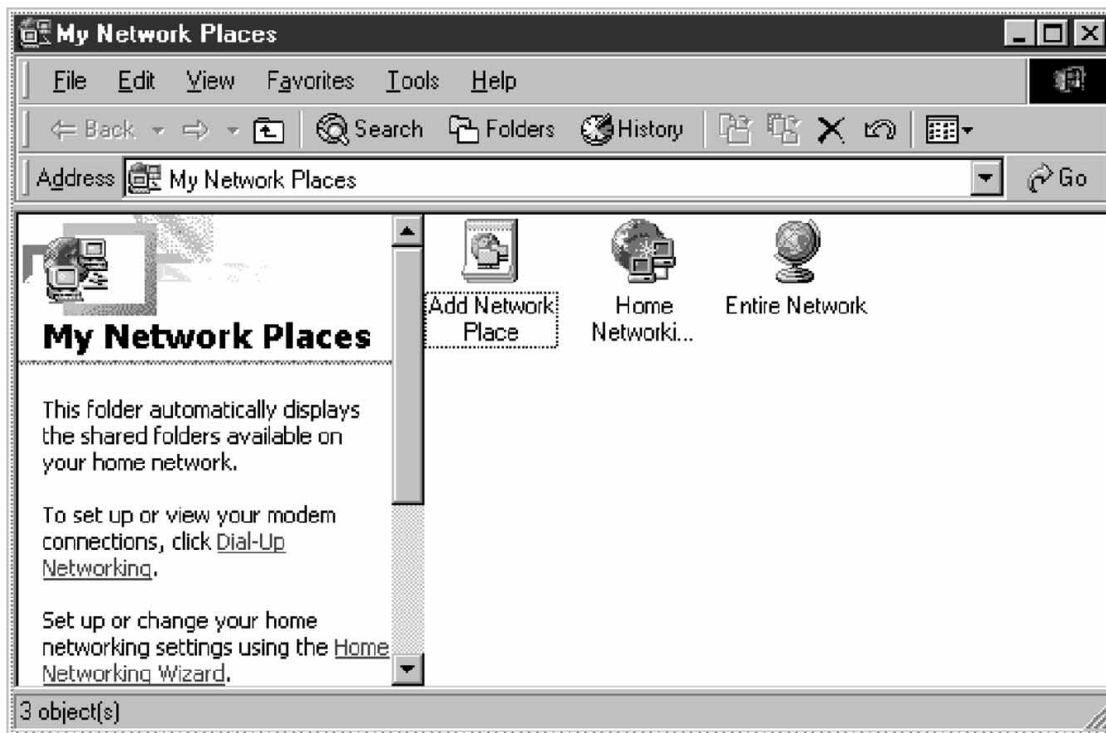 My Network Places
File Edit View Favorites Tools Help
Back Search Folders History
Address My Network Places Go
My Network Places
This folder automatically displays
the shared folders available on
your home network.
To set up or view your modem
connections, click Dial-Up
Networking.
Set up or change your home
networking settings using the Home
Networking Wizard.
Add Network
Place
Home
Networki...
Entire Network
3 object(s)